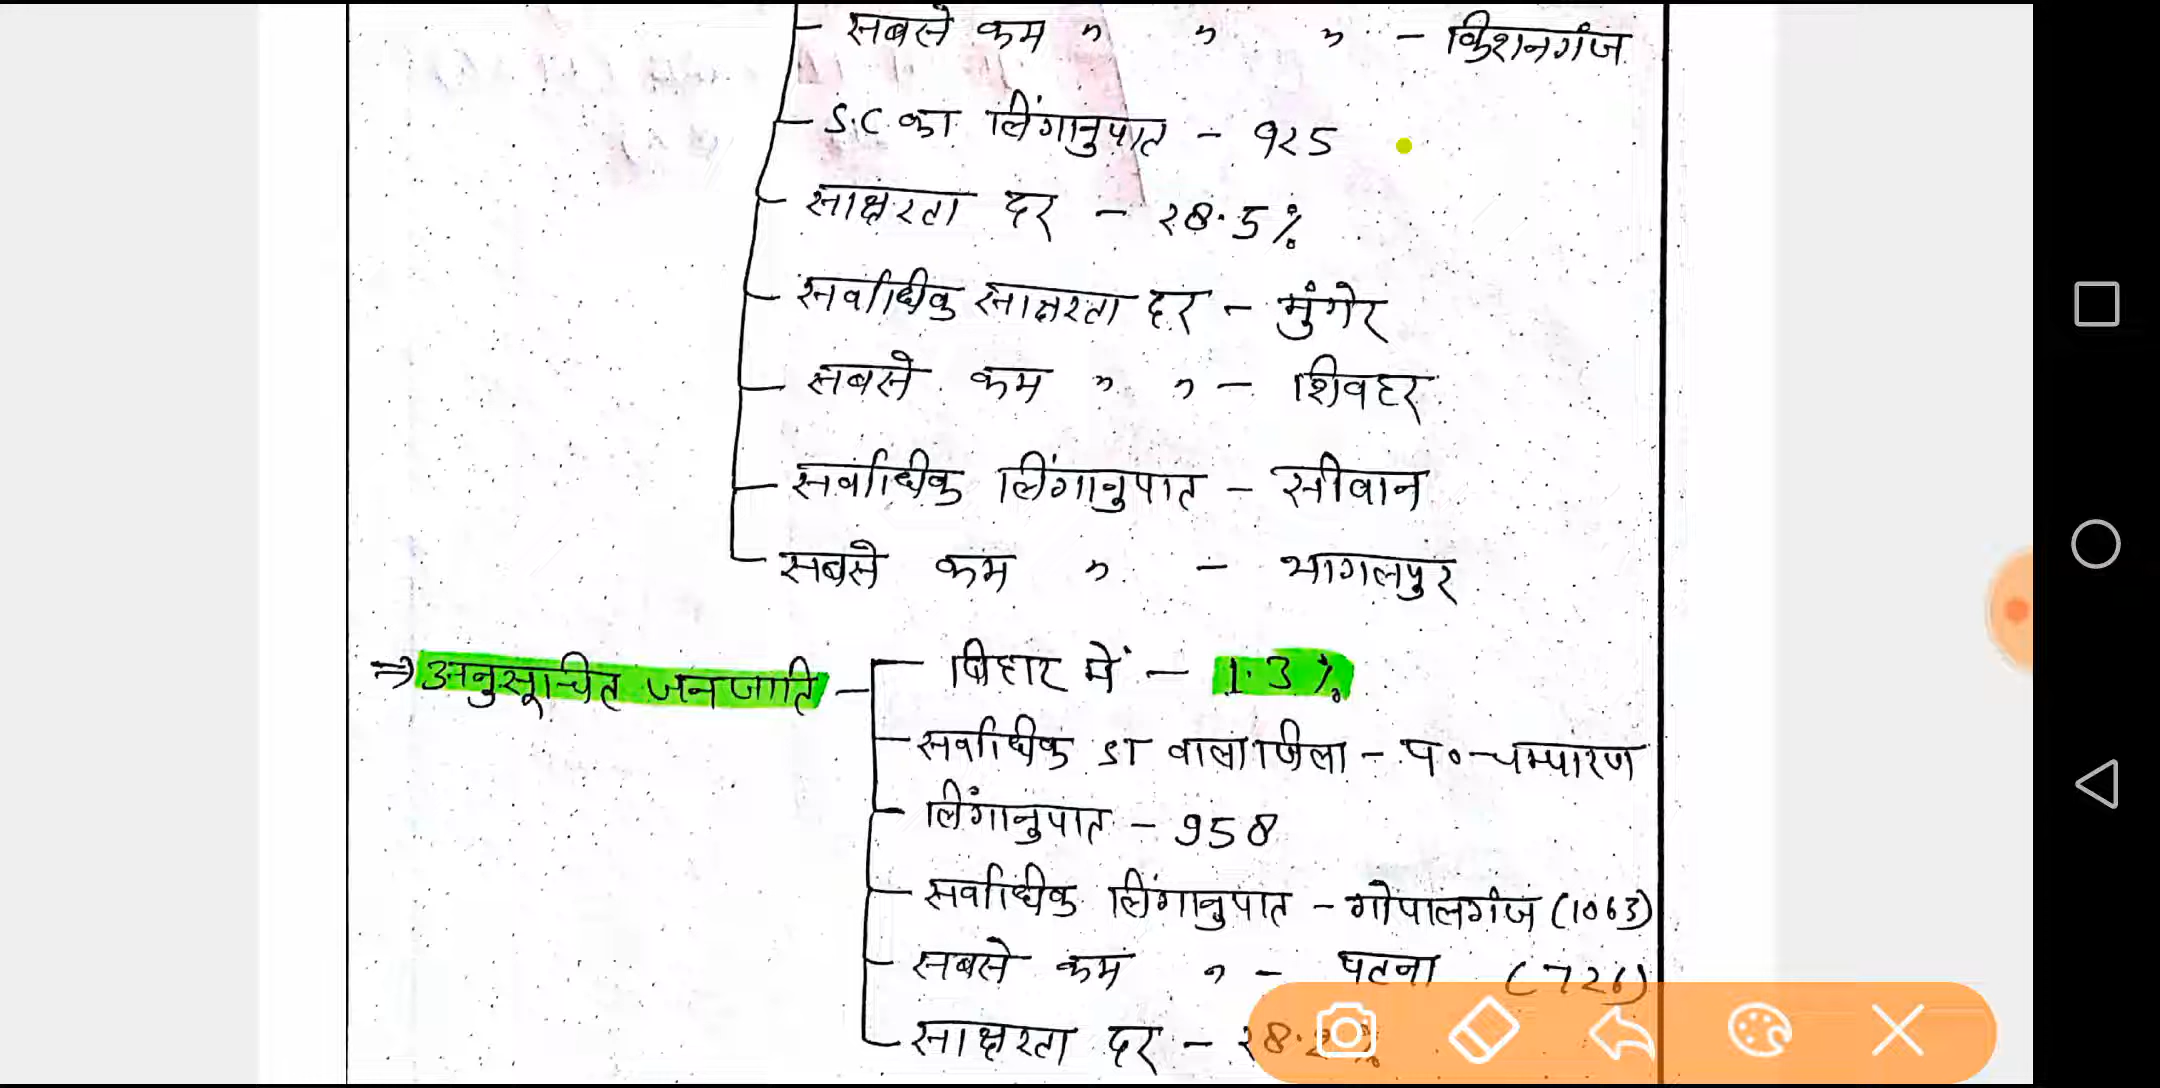 - सबसे कम " " " - किशनगंज
- S.C. का लिंगानुपात - 925
- साक्षरता दर - 28.5%
- सर्वाधिक साक्षरता दर - मुंगेर
- सबसे कम " " - शिवहर
- सर्वाधिक लिंगानुपात - सीवान
- सबसे कम " - भागलपुर
⇒ अनुसूचित जनजाति - बिहार में - 1.3%
- सर्वाधिक ST वाला जिला - प० चम्पारण
- लिंगानुपात - 958
- सर्वाधिक लिंगानुपात - गोपालगंज (1063)
- सबसे कम " - पटना (726)
- साक्षरता दर -